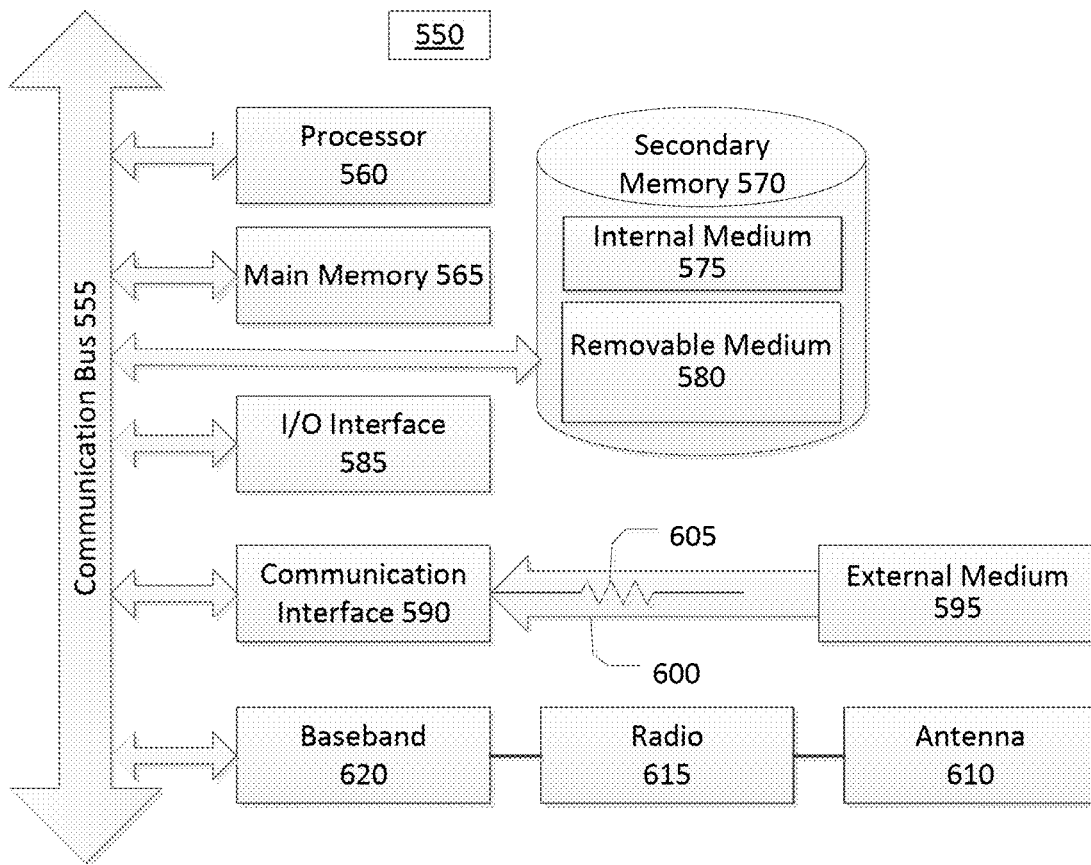 550
Communication Bus 555
Processor
560
Main Memory 565
Secondary
Memory 570
Internal Medium
575
Removable Medium
580
I/O Interface
585
Communication
Interface 590
605
600
External Medium
595
Baseband
620
Radio
615
Antenna
610